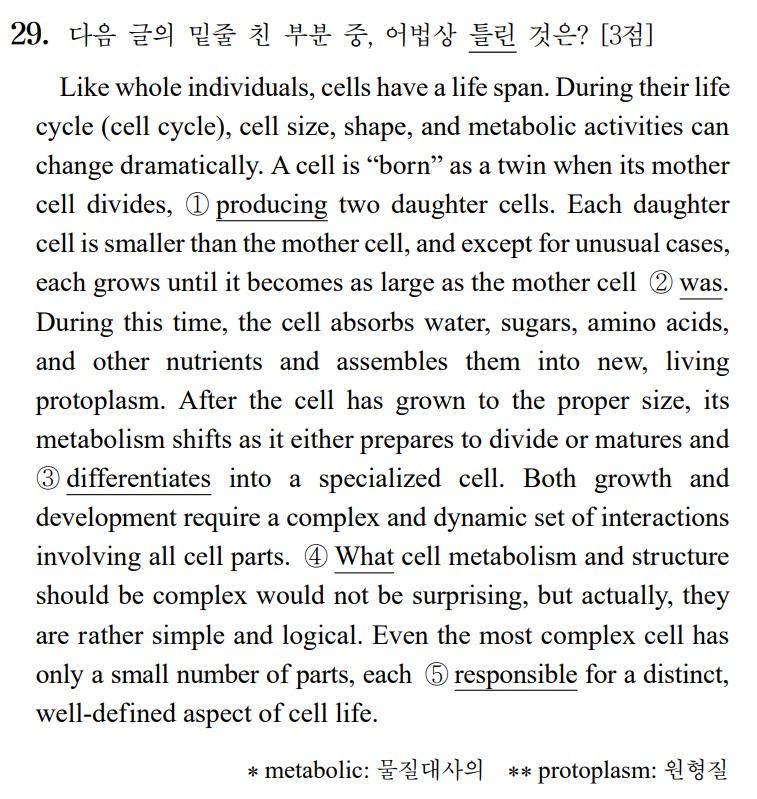 29. 다음 글의 밑줄 친 부분 중, 어법상 틀린 것은? [3점]
Like whole individuals, cells have a life span. During their life
cycle (cell cycle), cell size, shape, and metabolic activities can
change dramatically. A cell is “born” as a twin when its mother
cell divides, ① producing two daughter cells. Each daughter
cell is smaller than the mother cell, and except for unusual cases,
each grows until it becomes as large as the mother cell ② was.
During this time, the cell absorbs water, sugars, amino acids,
and other nutrients and assembles them into new, living
protoplasm. After the cell has grown to the proper size, its
metabolism shifts as it either prepares to divide or matures and
③ differentiates into a specialized cell. Both growth and
development require a complex and dynamic set of interactions
involving all cell parts. ④ What cell metabolism and structure
should be complex would not be surprising, but actually, they
are rather simple and logical. Even the most complex cell has
only a small number of parts, each ⑤ responsible for a distinct,
well-defined aspect of cell life.
* metabolic: 물질대사의 ** protoplasm: 원형질